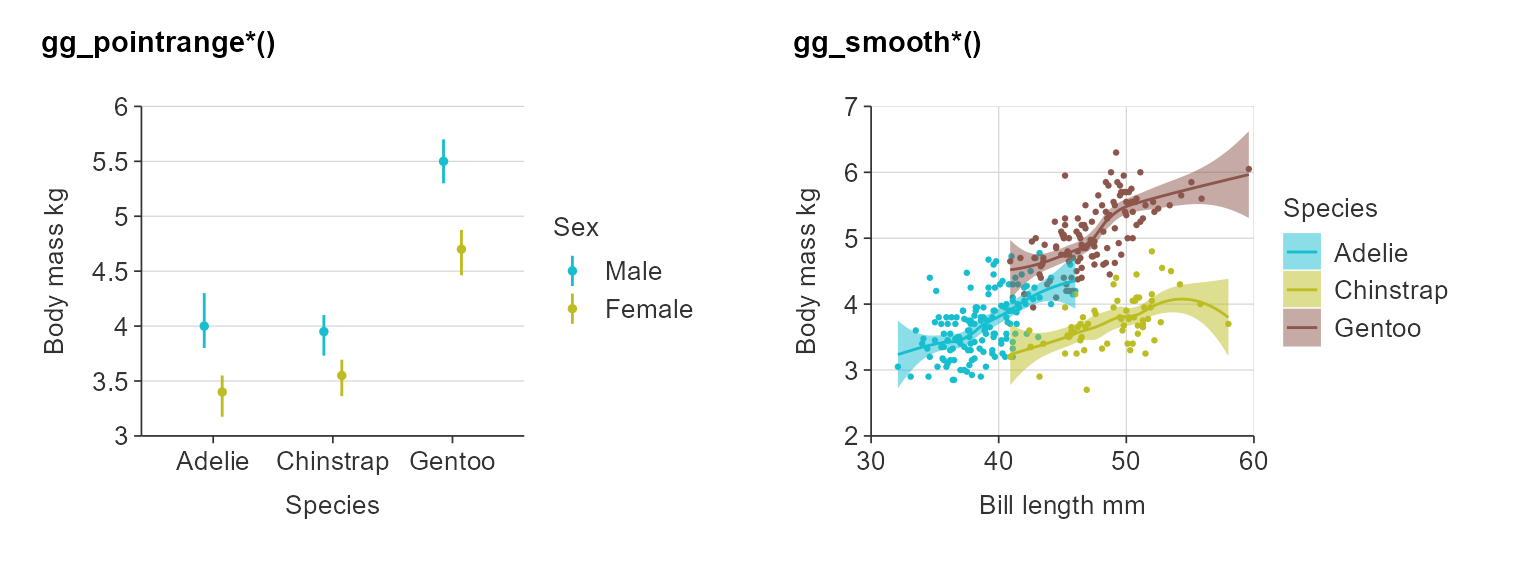 gg_pointrange*()
6
5.5
5
4.5
4
3.5
3
Body mass kg
Adelie Chinstrap Gentoo
Species
Sex
Male
Female
gg_smooth*()
7
6
5
4
3
2
Body mass kg
30 40 50 60
Bill length mm
Species
Adelie
Chinstrap
Gentoo